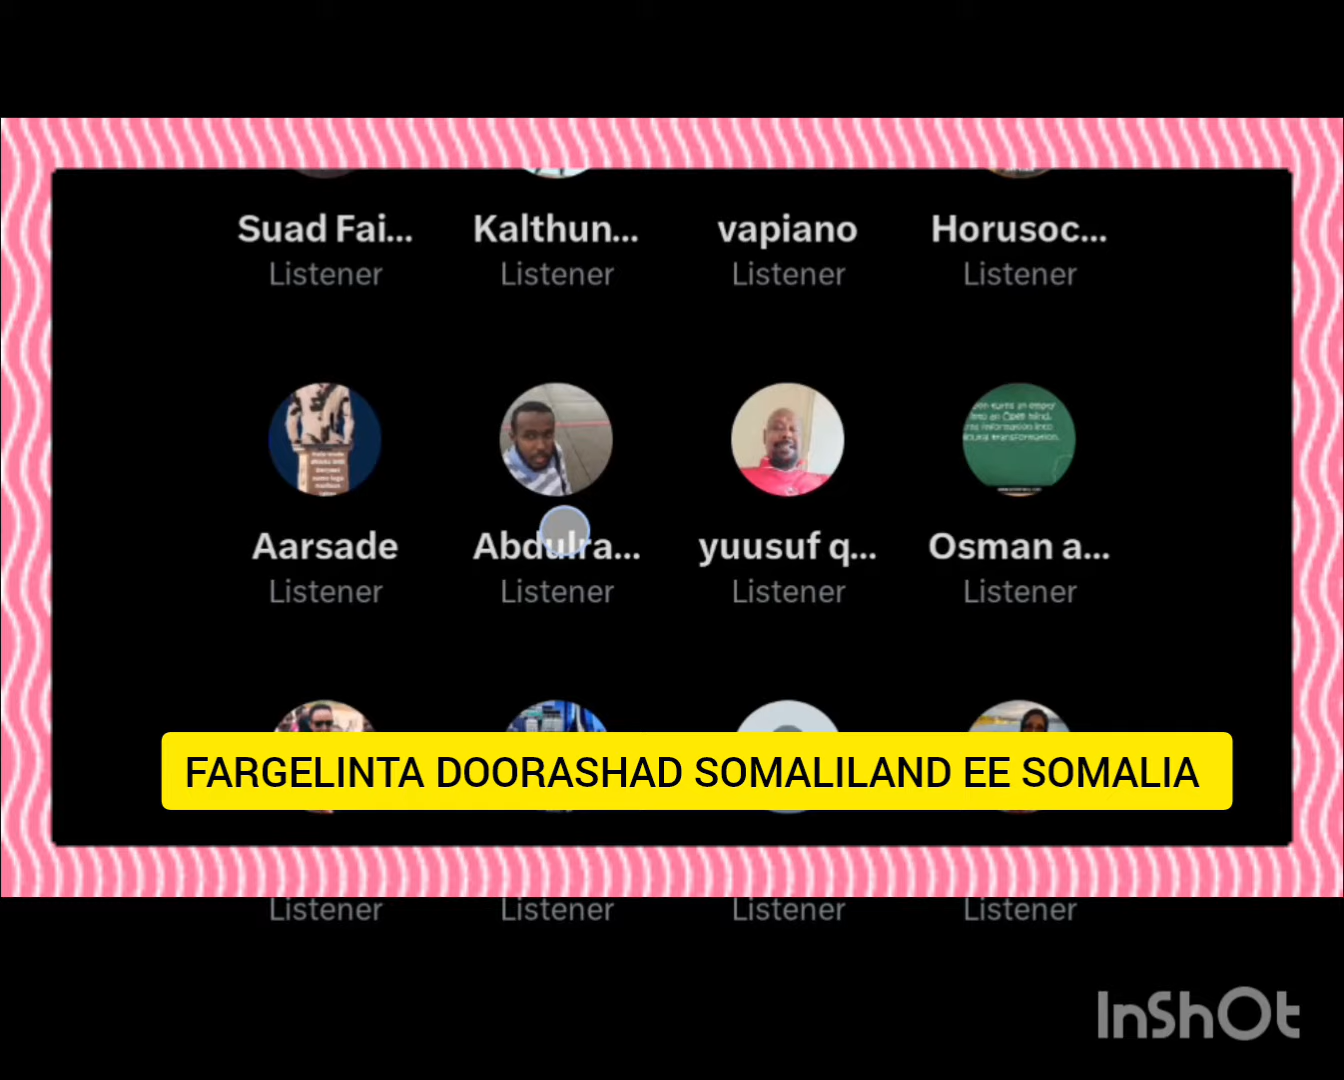 Suad Fai... Kalthun... vapiano Horusoc...
Listener Listener Listener Listener
Aarsade Abdulra... yuusuf q... Osman a...
Listener Listener Listener Listener
FARGELINTA DOORASHAD SOMALILAND EE SOMALIA
Listener Listener Listener Listener
InShOt